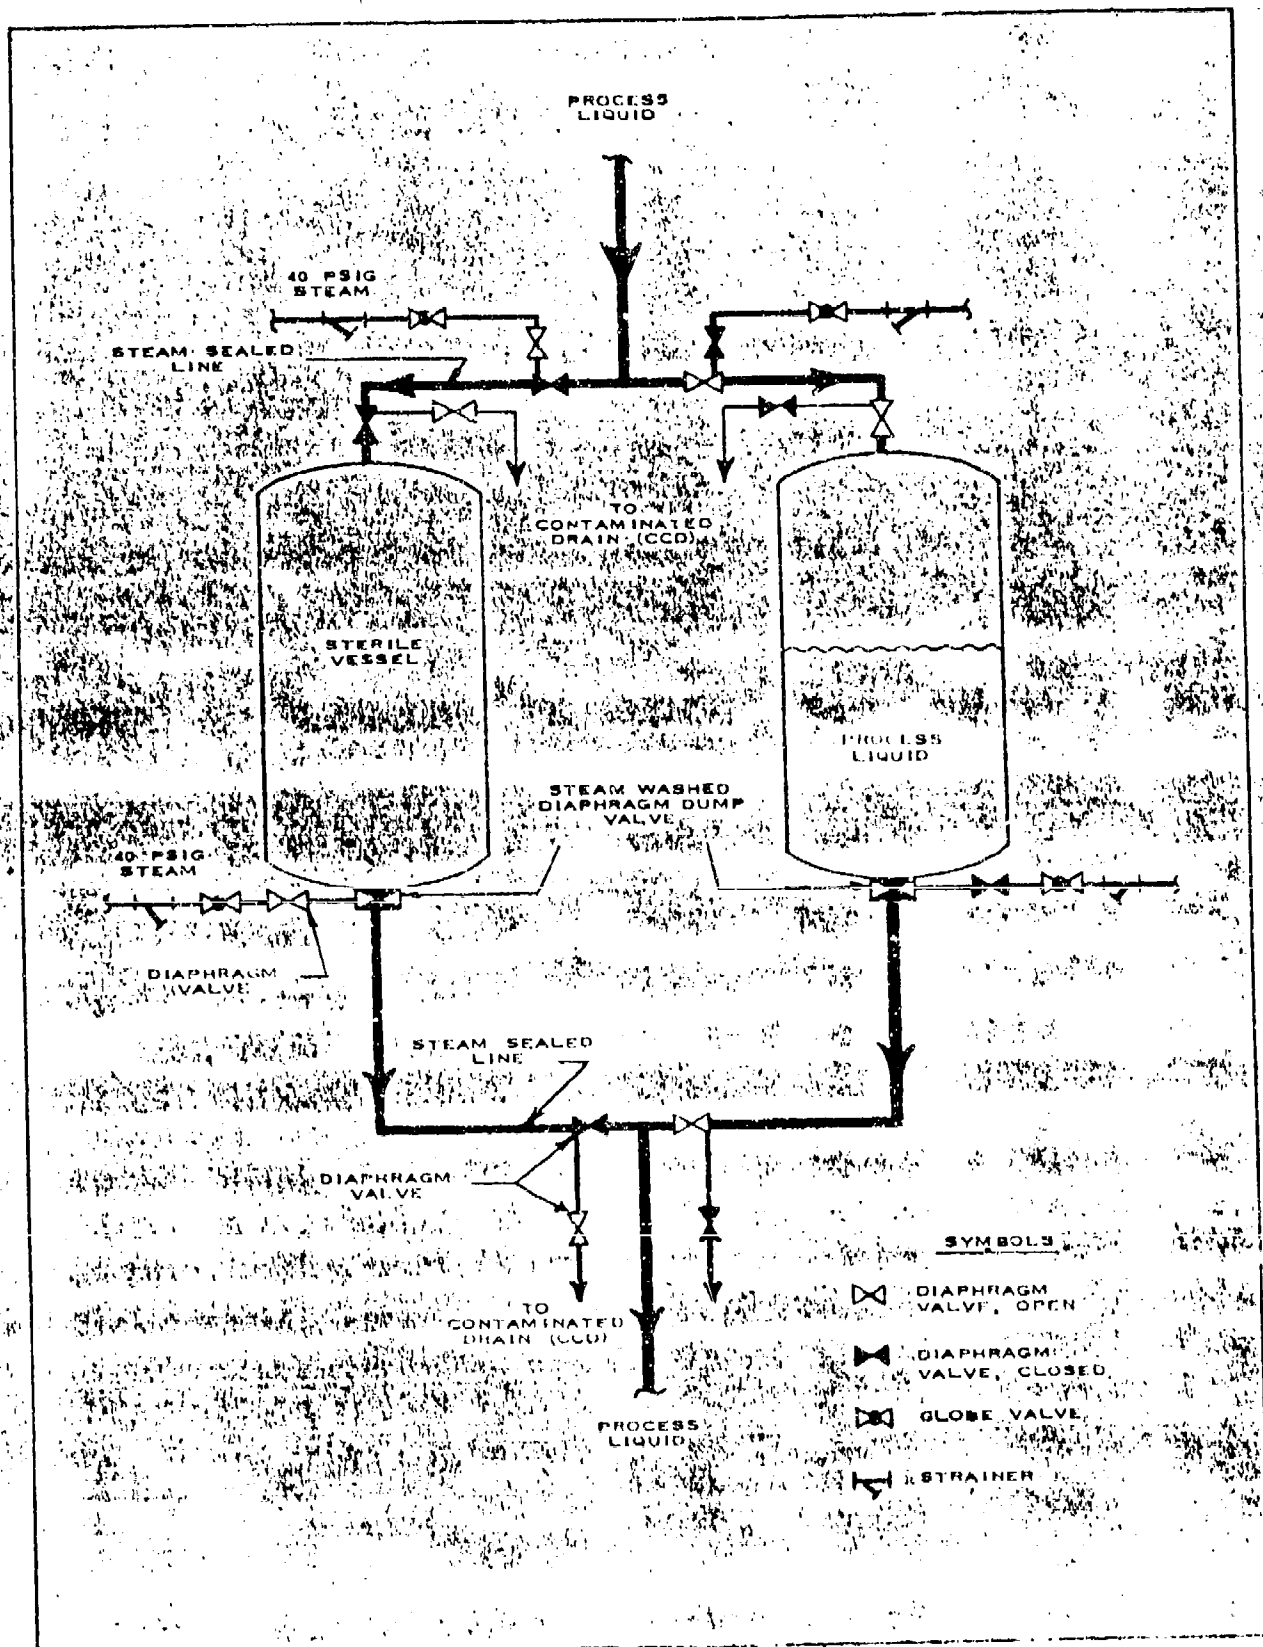 PROCESS
LIQUID
40 PSIG
STEAM
STEAM SEALED
LINE
TO
CONTAMINATED
DRAIN (CCD)
STERILE
VESSEL
PROCESS
LIQUID
STEAM WASHED
DIAPHRAGM DUMP
VALVE
40 PSIG
STEAM
DIAPHRAGM
VALVE
STEAM SEALED
LINE
DIAPHRAGM
VALVE
TO
CONTAMINATED
DRAIN (CCD)
PROCESS
LIQUID
SYMBOLS
DIAPHRAGM
VALVE, OPEN
DIAPHRAGM
VALVE, CLOSED
GLOBE VALVE
STRAINER